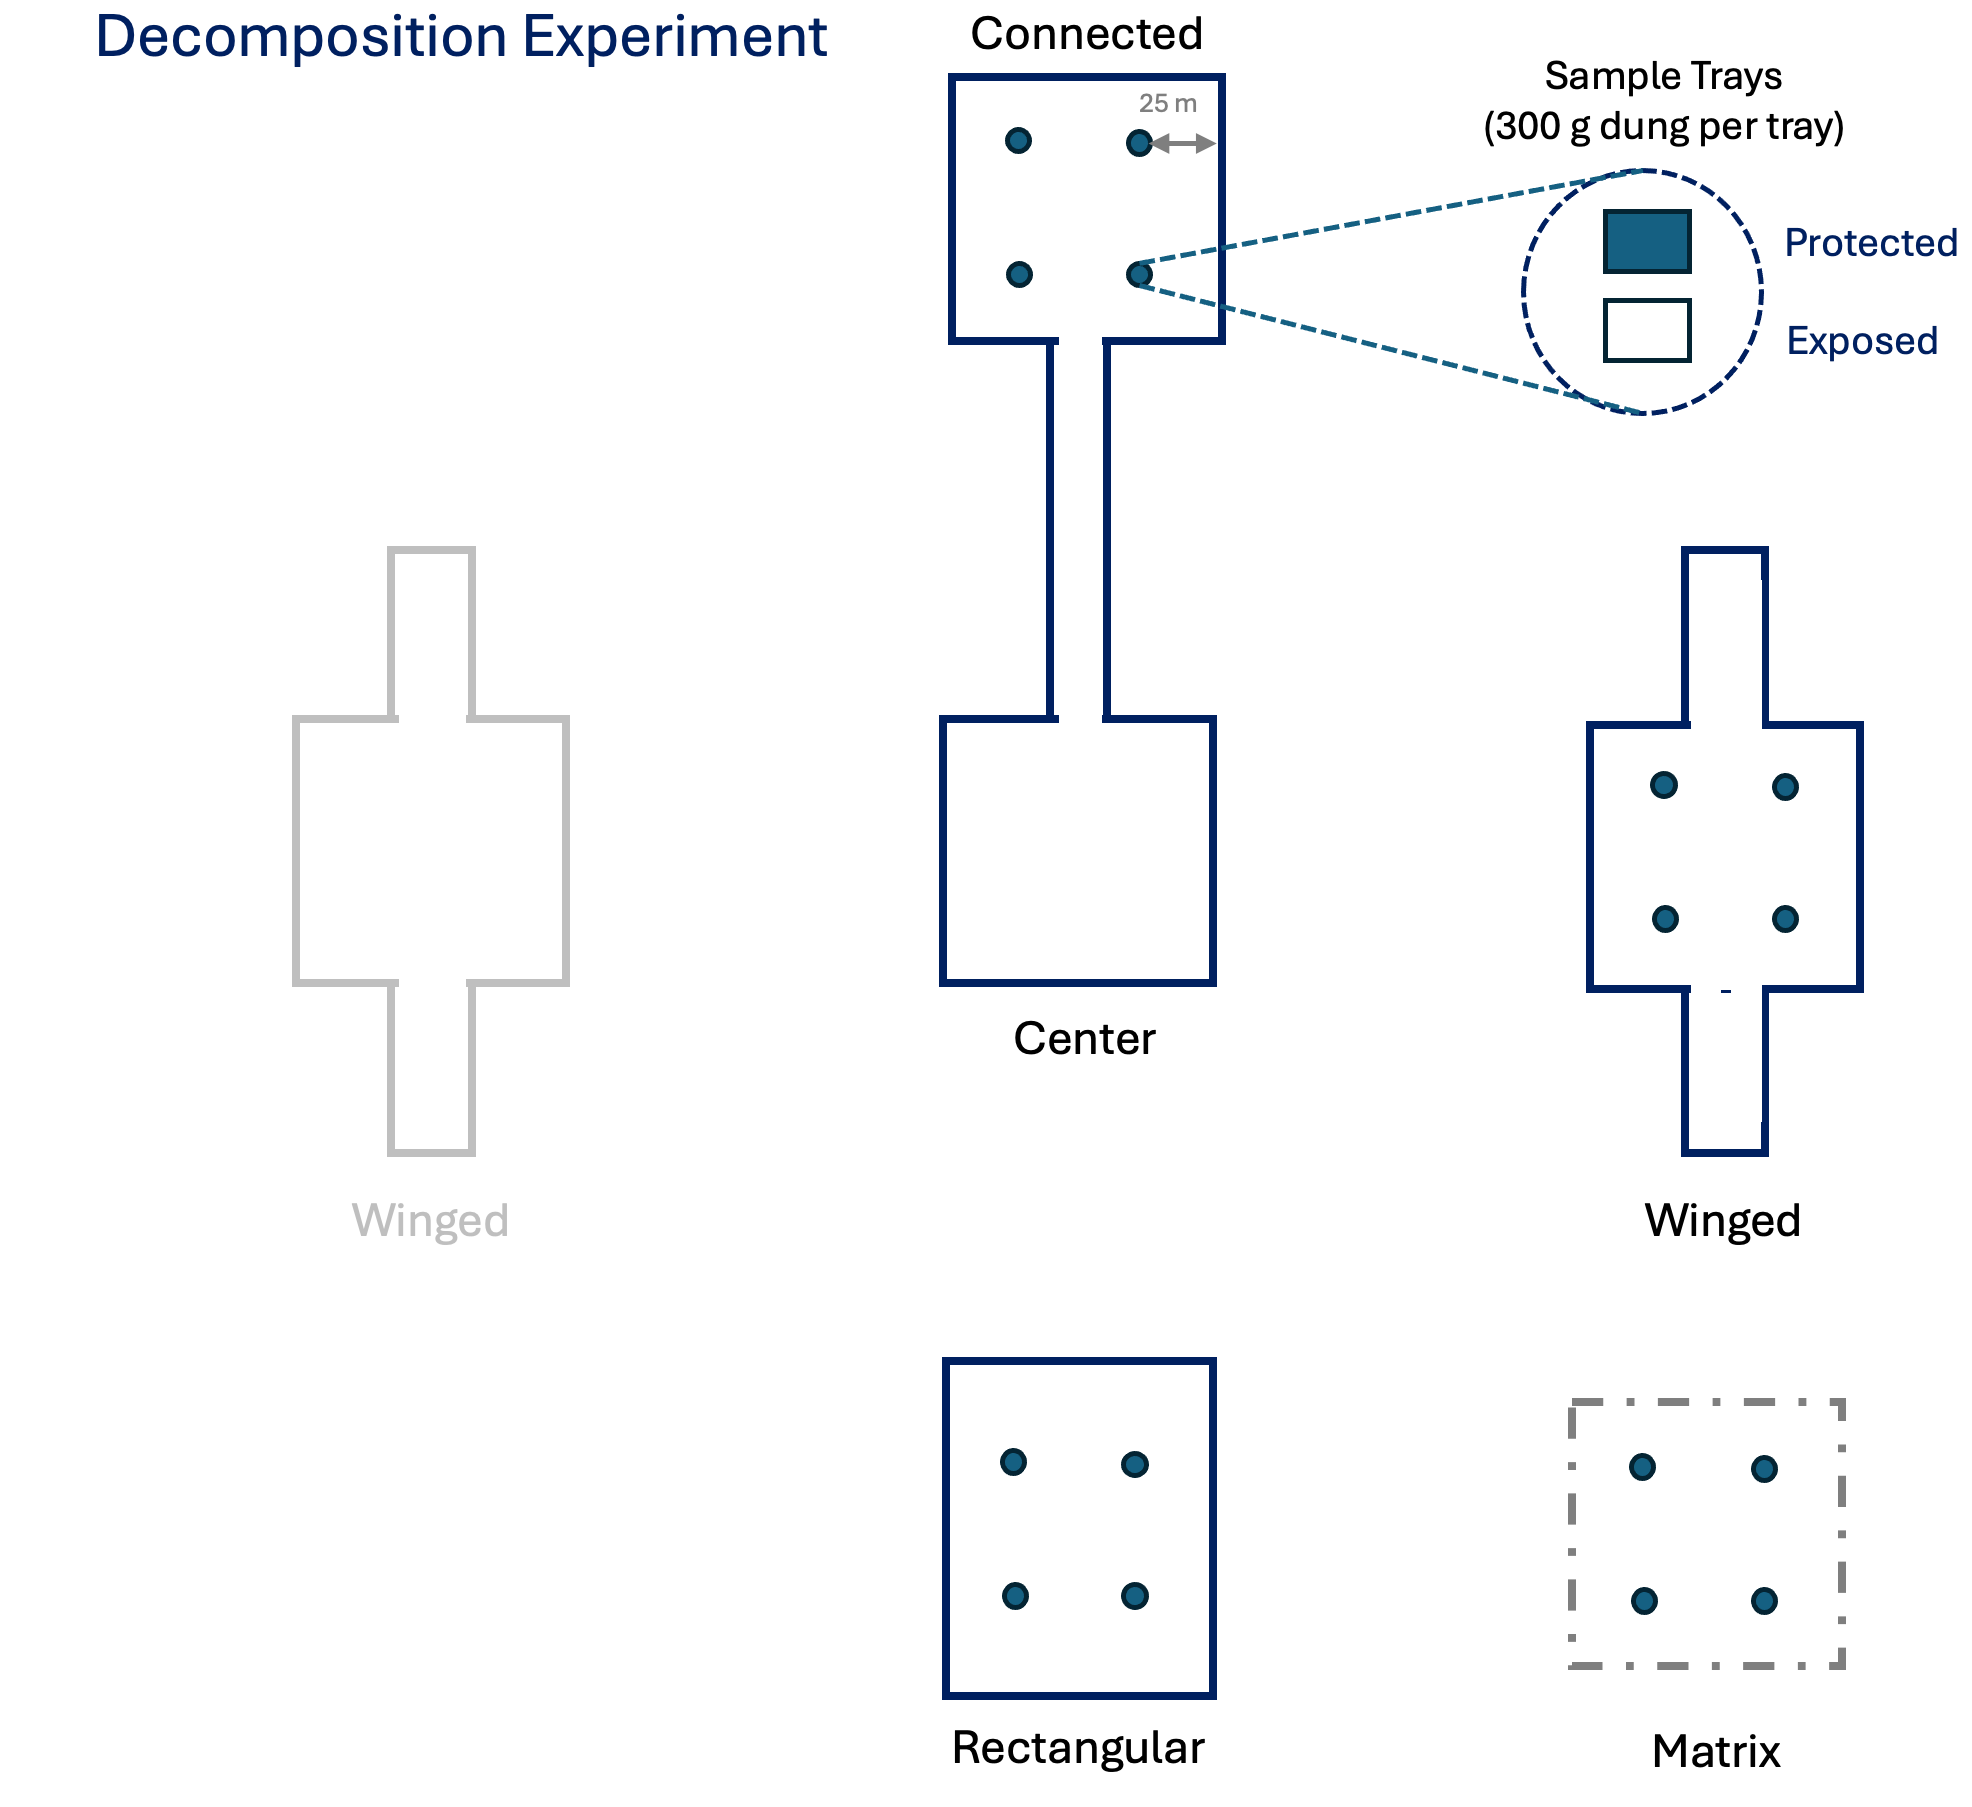 Decomposition Experiment
Connected
25 m
Sample Trays
(300 g dung per tray)
Protected
Exposed
Center
Winged
Winged
Rectangular
Matrix